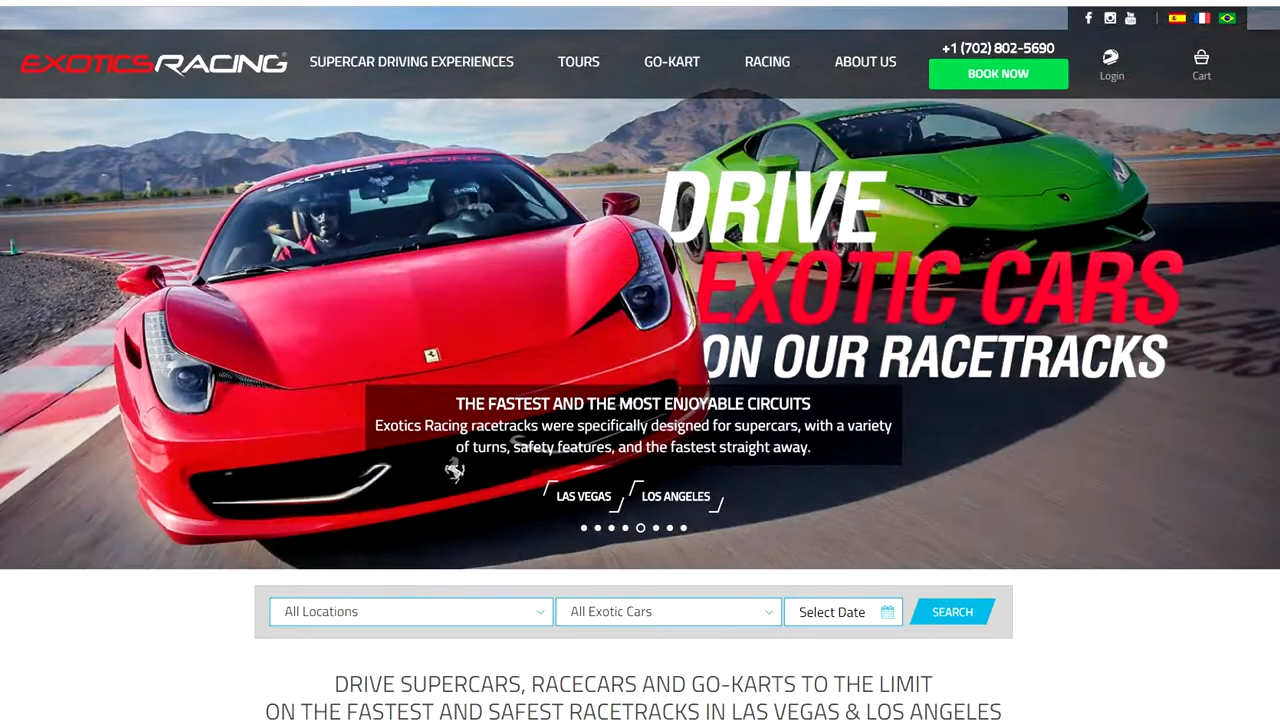 EXOTICSRACING
SUPERCAR DRIVING EXPERIENCES
TOURS
GO-KART
RACING
ABOUT US
+1 (702) 802-5690
BOOK NOW
Login
Cart
EXOTICS RACING
EXOTICS RACING
DRIVE
EXOTIC CARS
ON OUR RACETRACKS
THE FASTEST AND THE MOST ENJOYABLE CIRCUITS
Exotics Racing racetracks were specifically designed for supercars, with a variety
of turns, safety features, and the fastest straight away.
LAS VEGAS
LOS ANGELES
All Locations
All Exotic Cars
Select Date
SEARCH
DRIVE SUPERCARS, RACECARS AND GO-KARTS TO THE LIMIT
ON THE FASTEST AND SAFEST RACETRACKS IN LAS VEGAS & LOS ANGELES